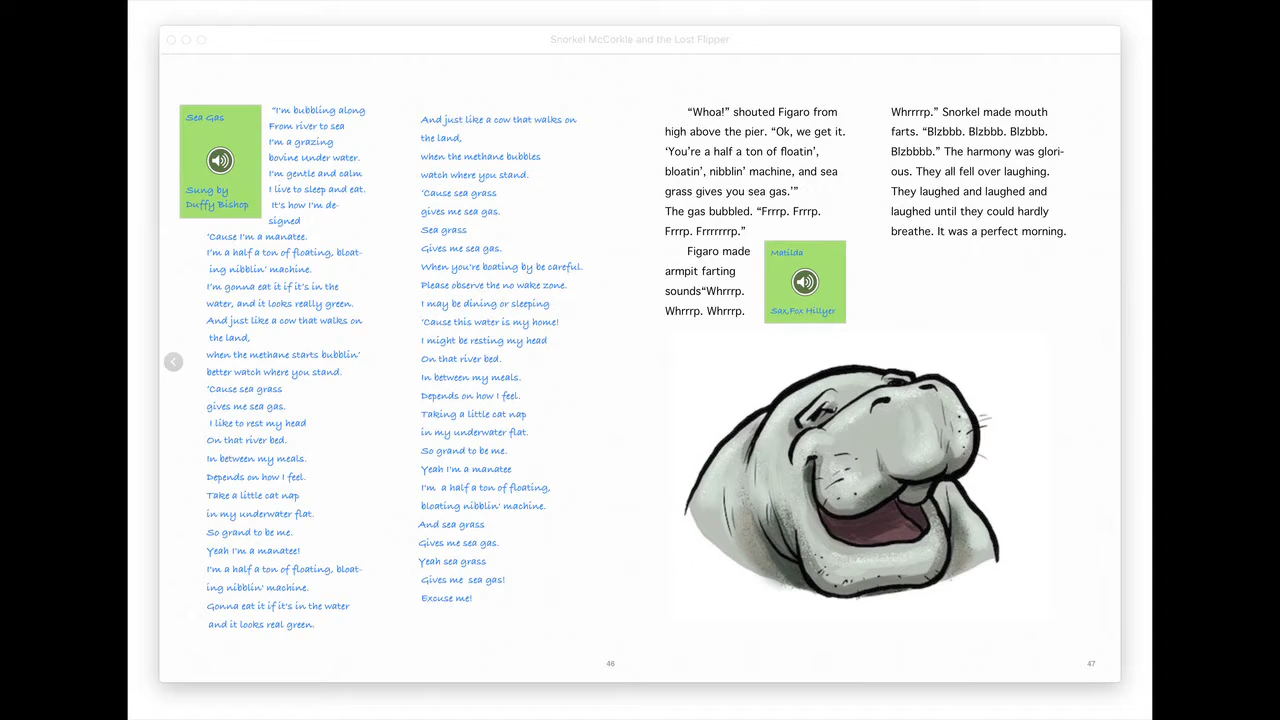 Snorkel McCorkle and the Lost Flipper
Sea Gas
Sung by
Duffy Bishop
“I'm bubbling along
From river to sea
I'm a grazing
bovine Under water.
I'm gentle and calm
I live to sleep and eat.
It's how I'm de-
signed
‘Cause I'm a manatee.
I'm a half a ton of floating, bloat-
ing nibblin’ machine.
I'm gonna eat it if it's in the
water, and it looks really green.
And just like a cow that walks on
the land,
when the methane starts bubblin’
better watch where you stand.
‘Cause sea grass
gives me sea gas.
I like to rest my head
On that river bed.
In between my meals.
Depends on how I feel.
Take a little cat nap
in my underwater flat.
So grand to be me.
Yeah I'm a manatee!
I'm a half a ton of floating, bloat-
ing nibblin' machine.
Gonna eat it if it's in the water
and it looks real green.
And just like a cow that walks on
the land,
when the methane bubbles
watch where you stand.
‘Cause sea grass
gives me sea gas.
Sea grass
Gives me sea gas.
When you're boating by be careful.
Please observe the no wake zone.
I may be dining or sleeping
‘Cause this water is my home!
I might be resting my head
On that river bed.
In between my meals.
Depends on how I feel.
Taking a little cat nap
in my underwater flat.
So grand to be me.
Yeah I'm a manatee
I'm a half a ton of floating,
bloating nibblin' machine.
And sea grass
Gives me sea gas.
Yeah sea grass
Gives me sea gas!
Excuse me!
46
“Whoa!” shouted Figaro from
high above the pier. “Ok, we get it.
‘You’re a half a ton of floatin’,
bloatin’, nibblin’ machine, and sea
grass gives you sea gas.’”
The gas bubbled. “Frrrp. Frrrp.
Frrrp. Frrrrrrrp.”
Figaro made
armpit farting
sounds“Whrrrp.
Whrrrp. Whrrrp.
Matilda
Sax,Fox Hillyer
Whrrrrp.” Snorkel made mouth
farts. “Blzbbb. Blzbbb. Blzbbb.
Blzbbbb.” The harmony was glori-
ous. They all fell over laughing.
They laughed and laughed and
laughed until they could hardly
breathe. It was a perfect morning.
47